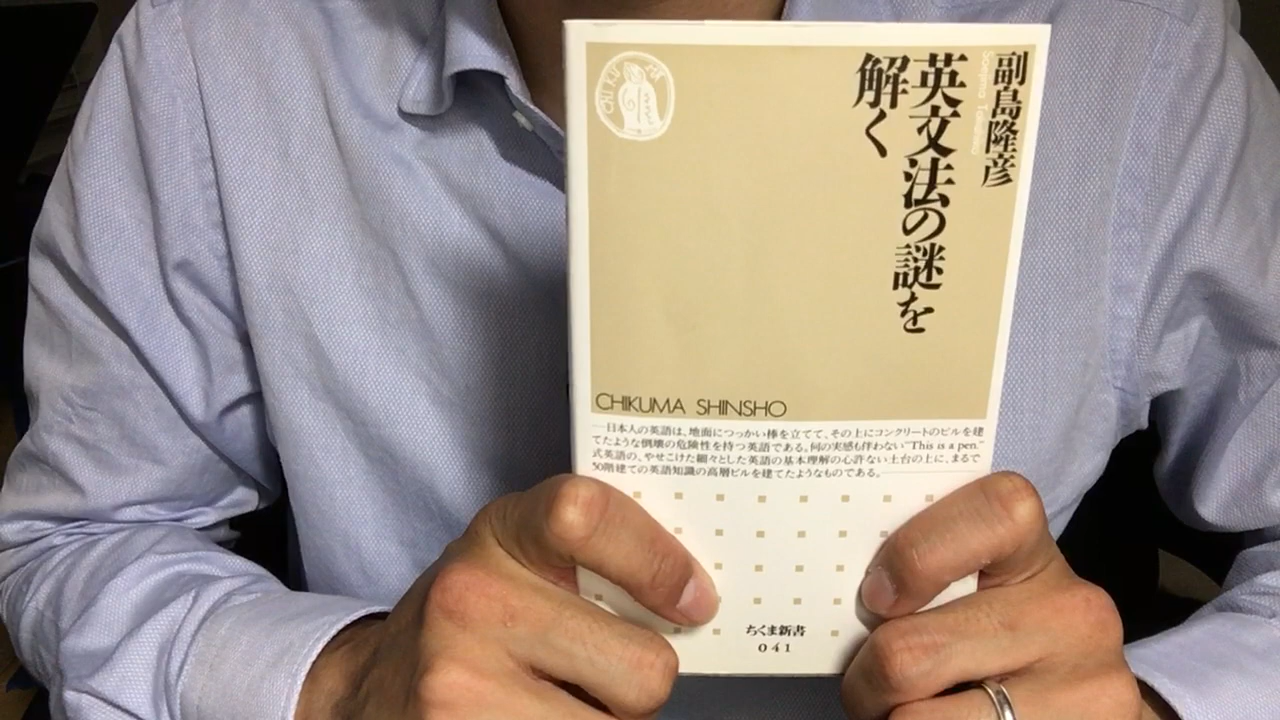 副島隆彦
Soejima Takahiko
英文法の謎を
解く
CHI KU MA
CHIKUMA SHINSHO
―日本人の英語は、地面につっかい棒を立てて、その上にコンクリートのビルを建
てたような倒壊の危険性を持つ英語である。何の実感も伴わない"This is a pen."
式英語の、やせこけた細々とした英語の基本理解の心許ない土台の上に、まるで
50階建ての英語知識の高層ビルを建てたようなものである。―
ちくま新書
041